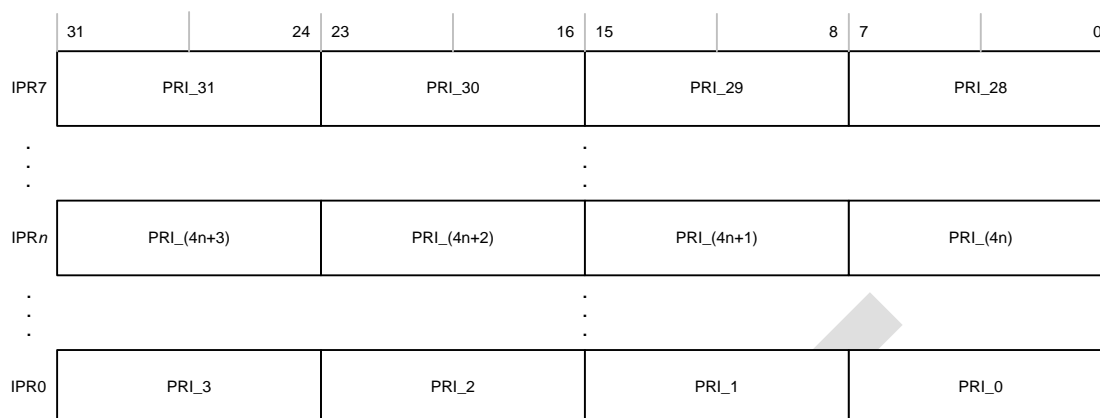 31 24 23 16 15 8 7 0
IPR7 PRI_31 PRI_30 PRI_29 PRI_28
IPRn PRI_(4n+3) PRI_(4n+2) PRI_(4n+1) PRI_(4n)
IPR0 PRI_3 PRI_2 PRI_1 PRI_0